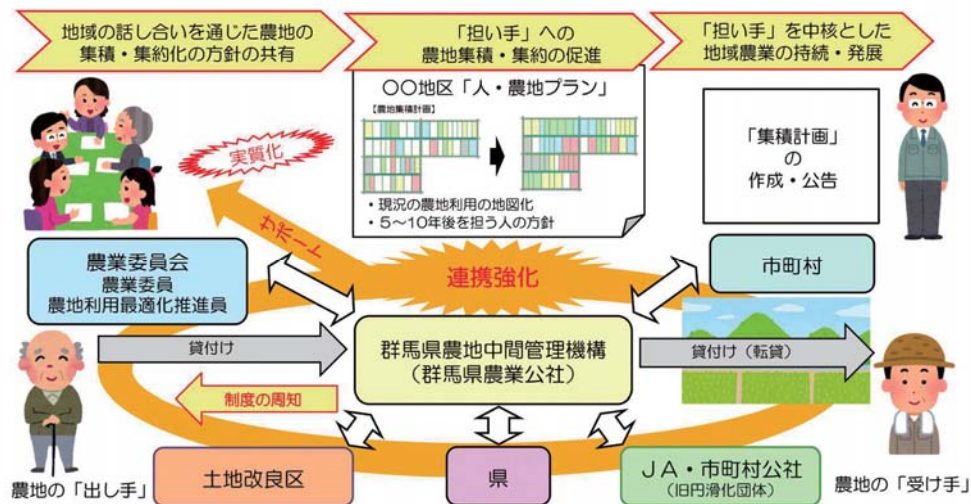 地域の話し合いを通じた農地の
集積・集約化の方針の共有
「担い手」への
農地集積・集約の促進
「担い手」を中核とした
地域農業の持続・発展
〇〇地区「人・農地プラン」
【農地集積計画】
・現況の農地利用の地図化
・５～10年後を担う人の方針
「集積計画」
の
作成・公告
実質化
サポート
農業委員会
農業委員
農地利用最適化推進員
連携強化
市町村
貸付け
群馬県農地中間管理機構
（群馬県農業公社）
貸付け（転貸）
制度の周知
農地の「出し手」
土地改良区
県
ＪＡ・市町村公社
（旧円滑化団体）
農地の「受け手」